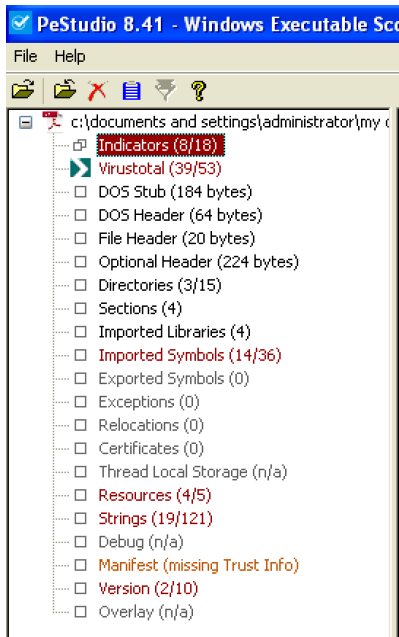 PeStudio 8.41 - Windows Executable Sco
File Help
c:\documents and settings\administrator\my d
Indicators (8/18)
Virustotal (39/53)
DOS Stub (184 bytes)
DOS Header (64 bytes)
File Header (20 bytes)
Optional Header (224 bytes)
Directories (3/15)
Sections (4)
Imported Libraries (4)
Imported Symbols (14/36)
Exported Symbols (0)
Exceptions (0)
Relocations (0)
Certificates (0)
Thread Local Storage (n/a)
Resources (4/5)
Strings (19/121)
Debug (n/a)
Manifest (missing Trust Info)
Version (2/10)
Overlay (n/a)